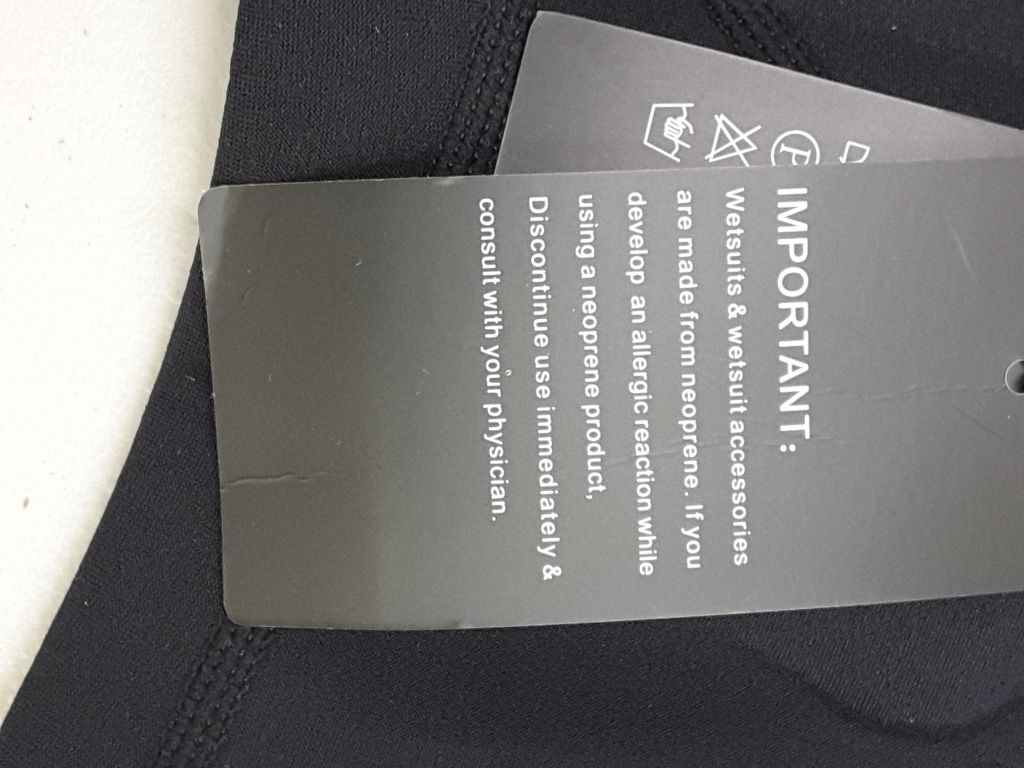 IMPORTANT:
Wetsuits & wetsuit accessories
are made from neoprene. If you
develop an allergic reaction while
using a neoprene product,
Discontinue use immediately &
consult with your physician.
P